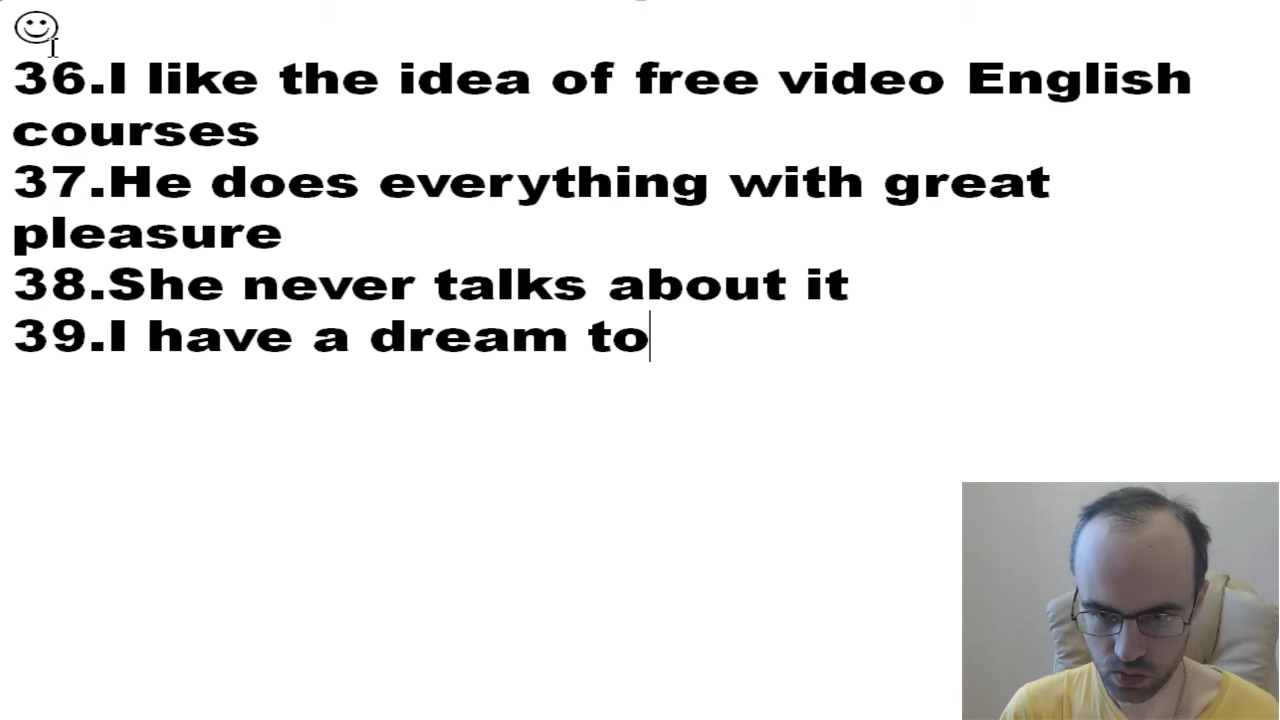 36.I like the idea of free video English
courses
37.He does everything with great
pleasure
38.She never talks about it
39.I have a dream to